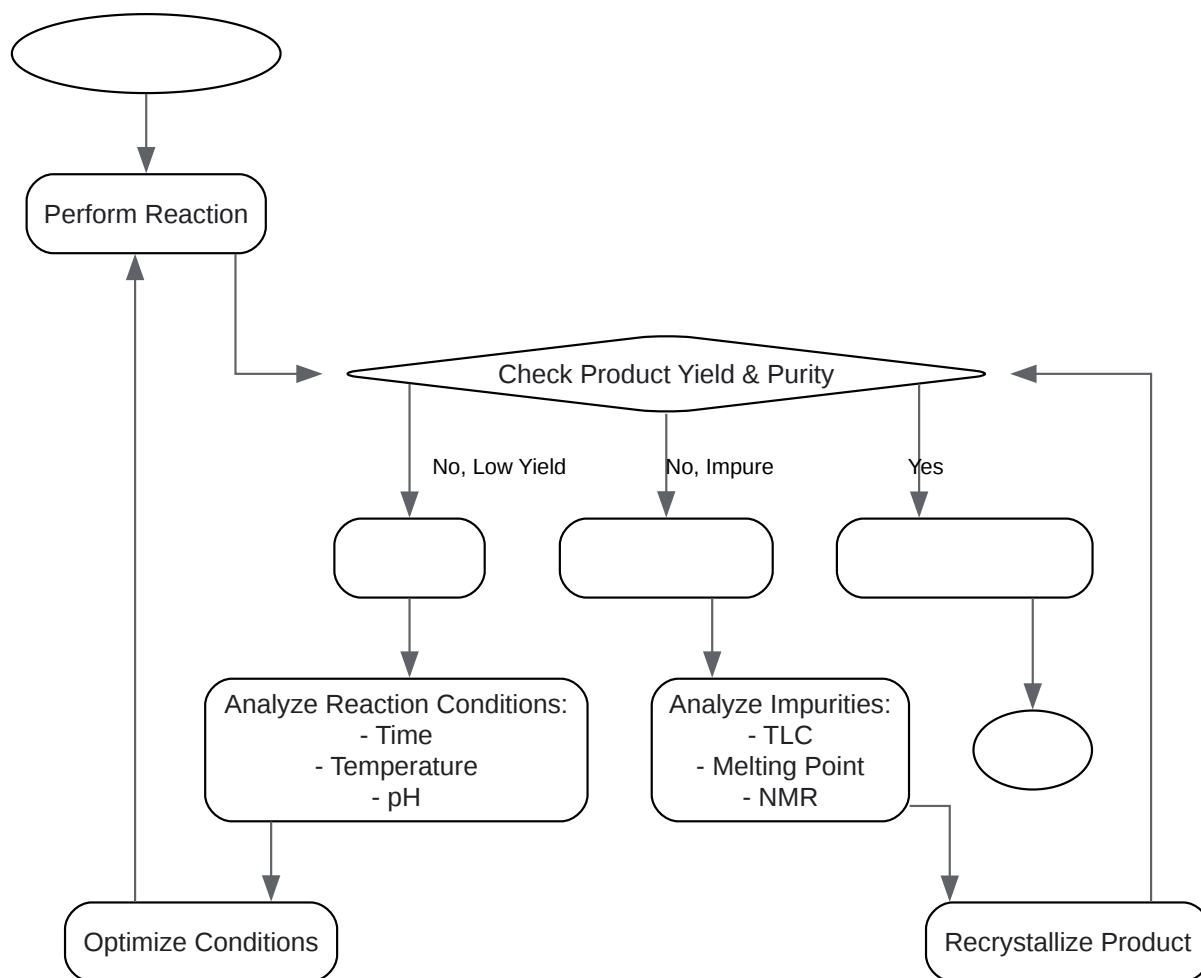 Perform Reaction
Check Product Yield & Purity
No, Low Yield
No, Impure
Yes
Analyze Reaction Conditions:
- Time
- Temperature
- pH
Analyze Impurities:
- TLC
- Melting Point
- NMR
Optimize Conditions
Recrystallize Product